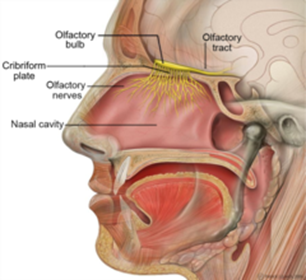 Olfactory
bulb
Olfactory
tract
Cribriform
plate
Olfactory
nerves
Nasal cavity